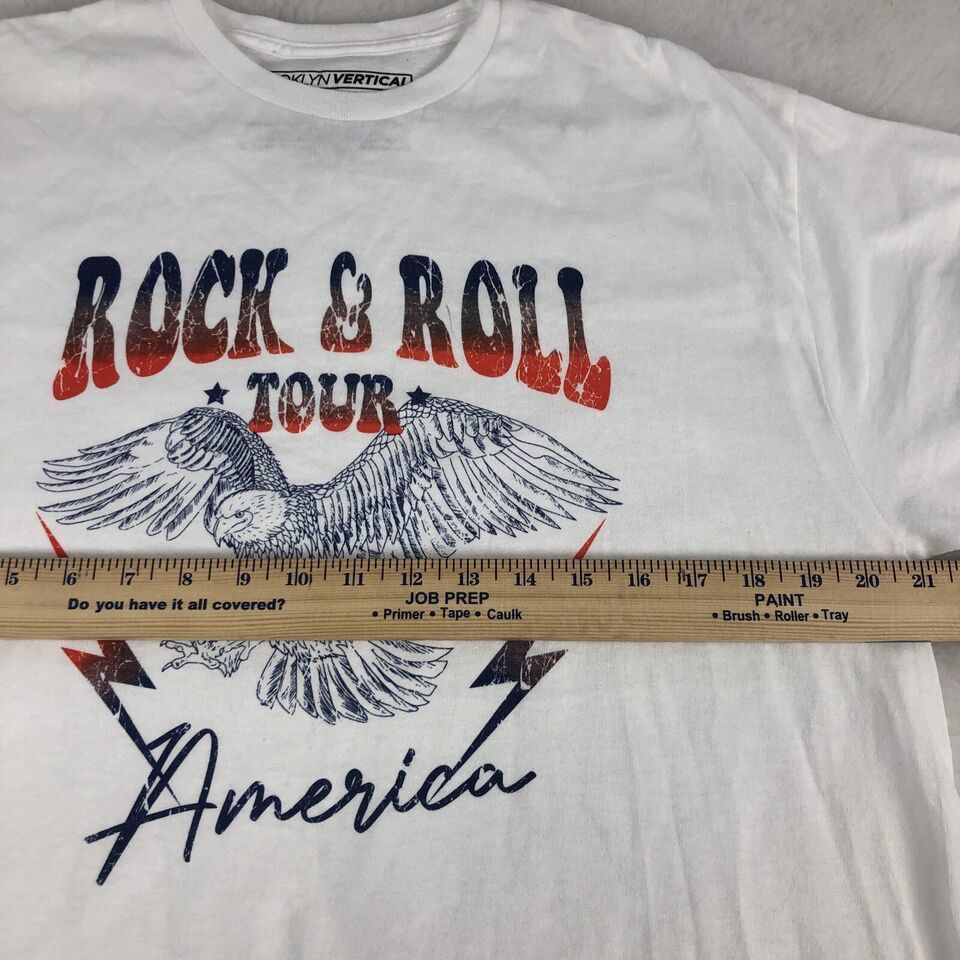 OKLYNVERTICAL
ROCK & ROLL
TOUR
5 6 7 8 9 10 11 12 13 14 15 16 17 18 19 20 21
Do you have it all covered?
JOB PREP
• Primer • Tape • Caulk
PAINT
• Brush • Roller • Tray
America